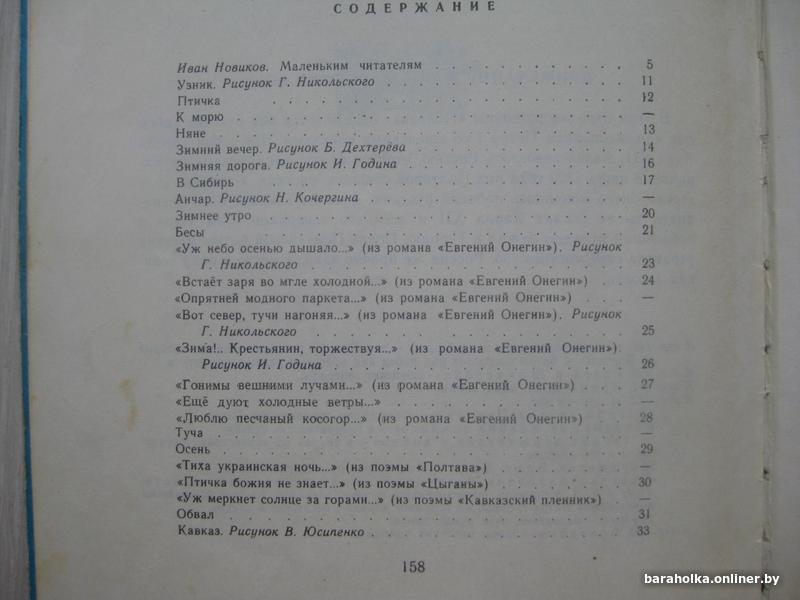 СОДЕРЖАНИЕ
Иван Новиков. Маленьким читателям . . . . . . . . . . . . 5
Узник. Рисунок Г. Никольского . . . . . . . . . . . . . . 11
Птичка . . . . . . . . . . . . . . . . . . . 12
К морю . . . . . . . . . . . . . . . . . . . —
Няне . . . . . . . . . . . . . . . . . . . . 13
Зимний вечер. Рисунок Б. Дехтерёва . . . . . . . . . . . . 14
Зимняя дорога. Рисунок И. Година . . . . . . . . . . . . . 16
В Сибирь . . . . . . . . . . . . . . . . . . 17
Анчар. Рисунок Н. Кочергина . . . . . . . . . . . . . . —
Зимнее утро . . . . . . . . . . . . . . . . . 20
Бесы . . . . . . . . . . . . . . . . . . . . 21
«Уж небо осенью дышало...» (из романа «Евгений Онегин»). Рисунок
Г. Никольского . . . . . . . . . . . . . . . . 23
«Встаёт заря во мгле холодной...» (из романа «Евгений Онегин») . . 24
«Опрятней модного паркета...» (из романа «Евгений Онегин») . . . —
«Вот север, тучи нагоняя...» (из романа «Евгений Онегин»). Рисунок
Г. Никольского . . . . . . . . . . . . . . . . 25
«Зима!.. Крестьянин, торжествуя...» (из романа «Евгений Онегин»).
Рисунок И. Година . . . . . . . . . . . . . . . 26
«Гонимы вешними лучами...» (из романа «Евгений Онегин») . . . 27
«Ещё дуют холодные ветры...» . . . . . . . . . . . . . —
«Люблю песчаный косогор...» (из романа «Евгений Онегин») . . 28
Туча . . . . . . . . . . . . . . . . . . . . —
Осень . . . . . . . . . . . . . . . . . . . 29
«Тиха украинская ночь...» (из поэмы «Полтава») . . . . . . . —
«Птичка божия не знает...» (из поэмы «Цыганы») . . . . . . . 30
«Уж меркнет солнце за горами...» (из поэмы «Кавказский пленник») . —
Обвал . . . . . . . . . . . . . . . . . . . 31
Кавказ. Рисунок В. Юсипенко . . . . . . . . . . . . . . 33
158
baraholka.onliner.by